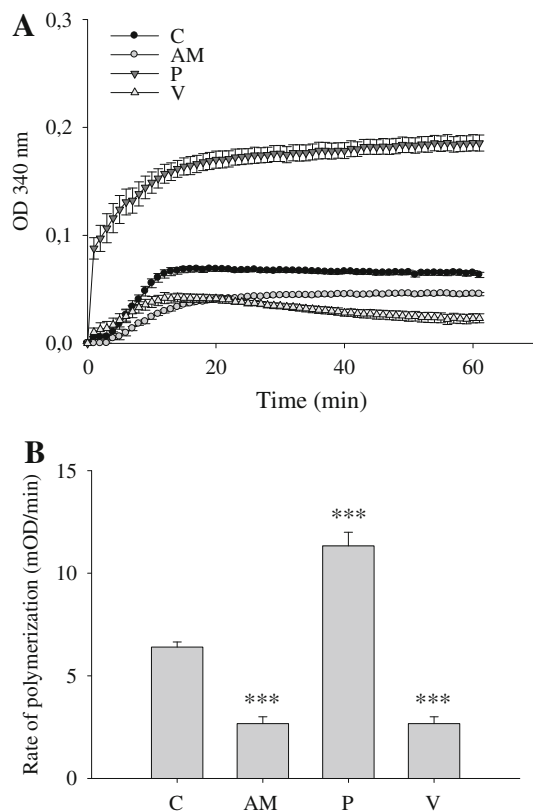 A
0,3
C
AM
P
V
0,2
OD 340 nm
0,1
0,0
0 20 40 60
Time (min)
B
15
***
10
Rate of polymerization (mOD/min)
*** ***
5
0
C AM P V